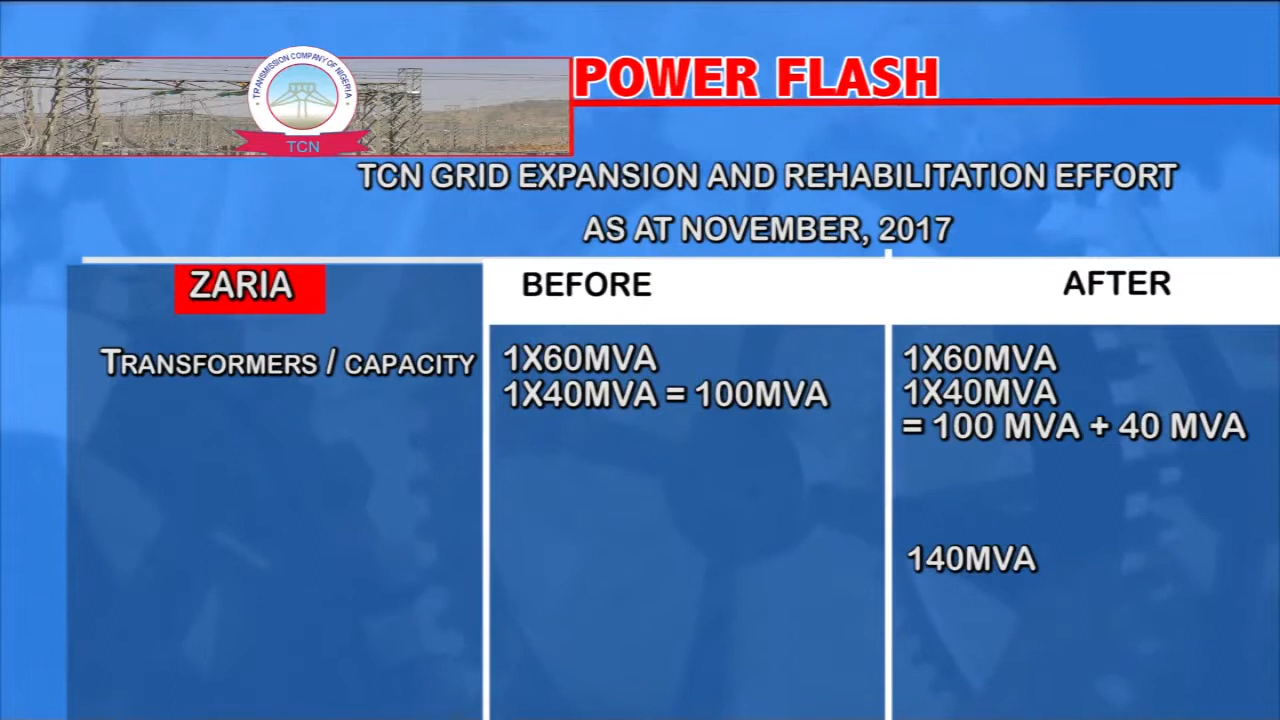 TRANSMISSION COMPANY OF NIGERIA
TCN
POWER FLASH
TCN GRID EXPANSION AND REHABILITATION EFFORT
AS AT NOVEMBER, 2017
ZARIA
BEFORE
AFTER
TRANSFORMERS / CAPACITY
1X60MVA
1X40MVA = 100MVA
1X60MVA
1X40MVA
= 100 MVA + 40 MVA
140MVA